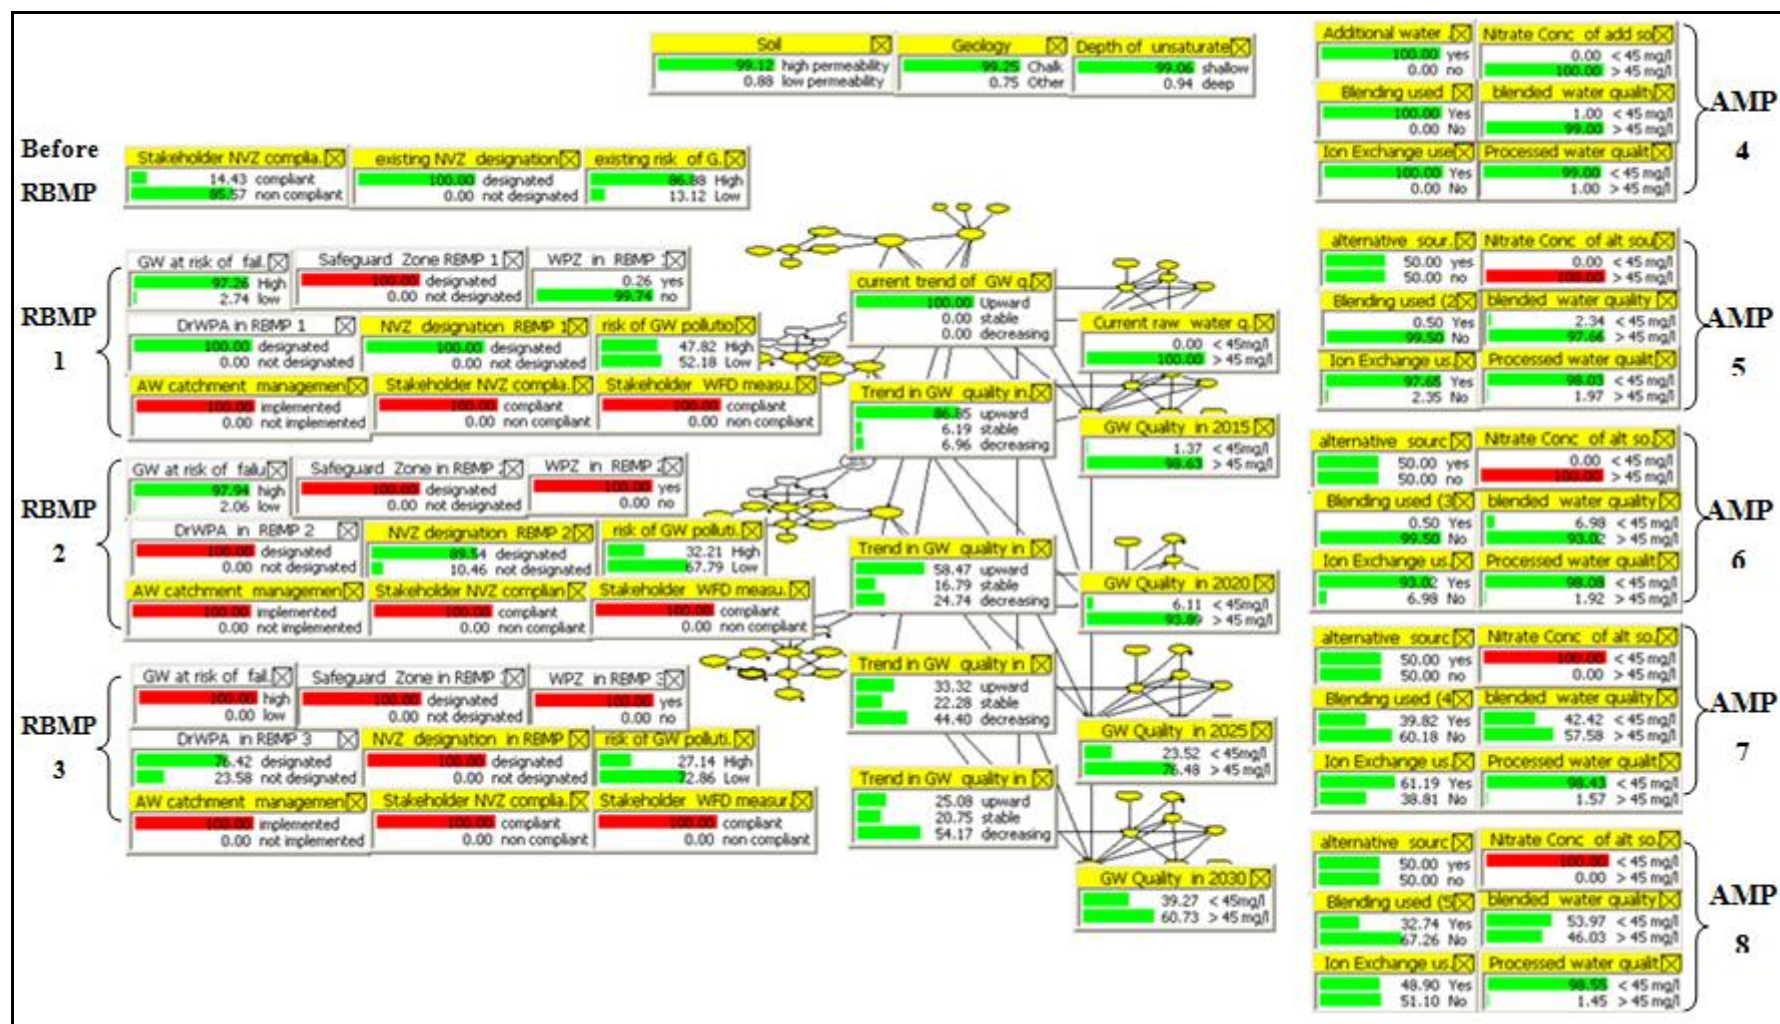 Soil
99.12 high permeability
0.88 low permeability
Geology
99.25 Chalk
0.75 Other
Depth of unsaturate
99.06 shallow
0.94 deep
Before
RBMP
Stakeholder NVZ complia.
14.43 compliant
85.57 non compliant
existing NVZ designation
100.00 designated
0.00 not designated
existing risk of G.
86.88 High
13.12 Low
RBMP
1
GW at risk of fail.
97.26 High
2.74 low
Safeguard Zone RBMP 1
100.00 designated
0.00 not designated
WPZ in RBMP
0.26 yes
99.74 no
DrWPA in RBMP 1
100.00 designated
0.00 not designated
NVZ designation RBMP 1
100.00 designated
0.00 not designated
risk of GW pollutio
47.82 High
52.18 Low
AW catchment managemen
100.00 implemented
0.00 not implemented
Stakeholder NVZ complia.
100.00 compliant
0.00 non compliant
Stakeholder WFD measu.
100.00 compliant
0.00 non compliant
RBMP
2
GW at risk of failu
97.94 high
2.06 low
Safeguard Zone in RBMP
100.00 designated
0.00 not designated
WPZ in RBMP
100.00 yes
0.00 no
DrWPA in RBMP 2
100.00 designated
0.00 not designated
NVZ designation RBMP 2
89.54 designated
10.46 not designated
risk of GW polluti.
32.21 High
67.79 Low
AW catchment managemen
100.00 implemented
0.00 not implemented
Stakeholder NVZ complian
100.00 compliant
0.00 non compliant
Stakeholder WFD measu.
100.00 compliant
0.00 non compliant
RBMP
3
GW at risk of fail.
100.00 high
0.00 low
Safeguard Zone in RBMP
100.00 designated
0.00 not designated
WPZ in RBMP 3
100.00 yes
0.00 no
DrWPA in RBMP 3
76.42 designated
23.58 not designated
NVZ designation in RBMP
100.00 designated
0.00 not designated
risk of GW polluti.
27.14 High
72.86 Low
AW catchment managemen
100.00 implemented
0.00 not implemented
Stakeholder NVZ complia.
100.00 compliant
0.00 non compliant
Stakeholder WFD measur.
100.00 compliant
0.00 non compliant
current trend of GW q.
100.00 Upward
0.00 stable
0.00 decreasing
Current raw water q.
0.00 < 45mg/l
100.00 > 45 mg/l
Trend in GW quality in.
86.85 upward
6.19 stable
6.96 decreasing
GW Quality in 2015
1.37 < 45mg/l
98.63 > 45 mg/l
Trend in GW quality in
58.47 upward
16.79 stable
24.74 decreasing
GW Quality in 2020
6.11 < 45mg/l
93.89 > 45 mg/l
Trend in GW quality in
33.32 upward
22.28 stable
44.40 decreasing
GW Quality in 2025
23.52 < 45mg/l
76.48 > 45 mg/l
Trend in GW quality in
25.08 upward
20.75 stable
54.17 decreasing
GW Quality in 2030
39.27 < 45mg/l
60.73 > 45 mg/l
Additional water
100.00 yes
0.00 no
Nitrate Conc of add so
0.00 < 45 mg/l
100.00 > 45 mg/l
Blending used
100.00 Yes
0.00 No
blended water quality
1.00 < 45 mg/l
99.00 > 45 mg/l
Ion Exchange use
100.00 Yes
0.00 No
Processed water qualit
99.00 < 45 mg/l
1.00 > 45 mg/l
AMP
4
alternative sour.
50.00 yes
50.00 no
Nitrate Conc of alt sou
0.00 < 45 mg/l
100.00 > 45 mg/l
Blending used (2
0.50 Yes
99.50 No
blended water quality
2.34 < 45 mg/l
97.66 > 45 mg/l
Ion Exchange us.
97.65 Yes
2.35 No
Processed water qualit
98.03 < 45 mg/l
1.97 > 45 mg/l
AMP
5
alternative sourc
50.00 yes
50.00 no
Nitrate Conc of alt so.
0.00 < 45 mg/l
100.00 > 45 mg/l
Blending used (3
0.50 Yes
99.50 No
blended water quality
6.98 < 45 mg/l
93.02 > 45 mg/l
Ion Exchange us.
93.02 Yes
6.98 No
Processed water qualit
98.08 < 45 mg/l
1.92 > 45 mg/l
AMP
6
alternative sourc
50.00 yes
50.00 no
Nitrate Conc of alt so.
100.00 < 45 mg/l
0.00 > 45 mg/l
Blending used (4
39.82 Yes
60.18 No
blended water quality
42.42 < 45 mg/l
57.58 > 45 mg/l
Ion Exchange us.
61.19 Yes
38.81 No
Processed water qualit
98.43 < 45 mg/l
1.57 > 45 mg/l
AMP
7
alternative sourc
50.00 yes
50.00 no
Nitrate Conc of alt so.
100.00 < 45 mg/l
0.00 > 45 mg/l
Blending used (5
32.74 Yes
67.26 No
blended water quality
53.97 < 45 mg/l
46.03 > 45 mg/l
Ion Exchange us.
48.90 Yes
51.10 No
Processed water qualit
98.55 < 45 mg/l
1.45 > 45 mg/l
AMP
8